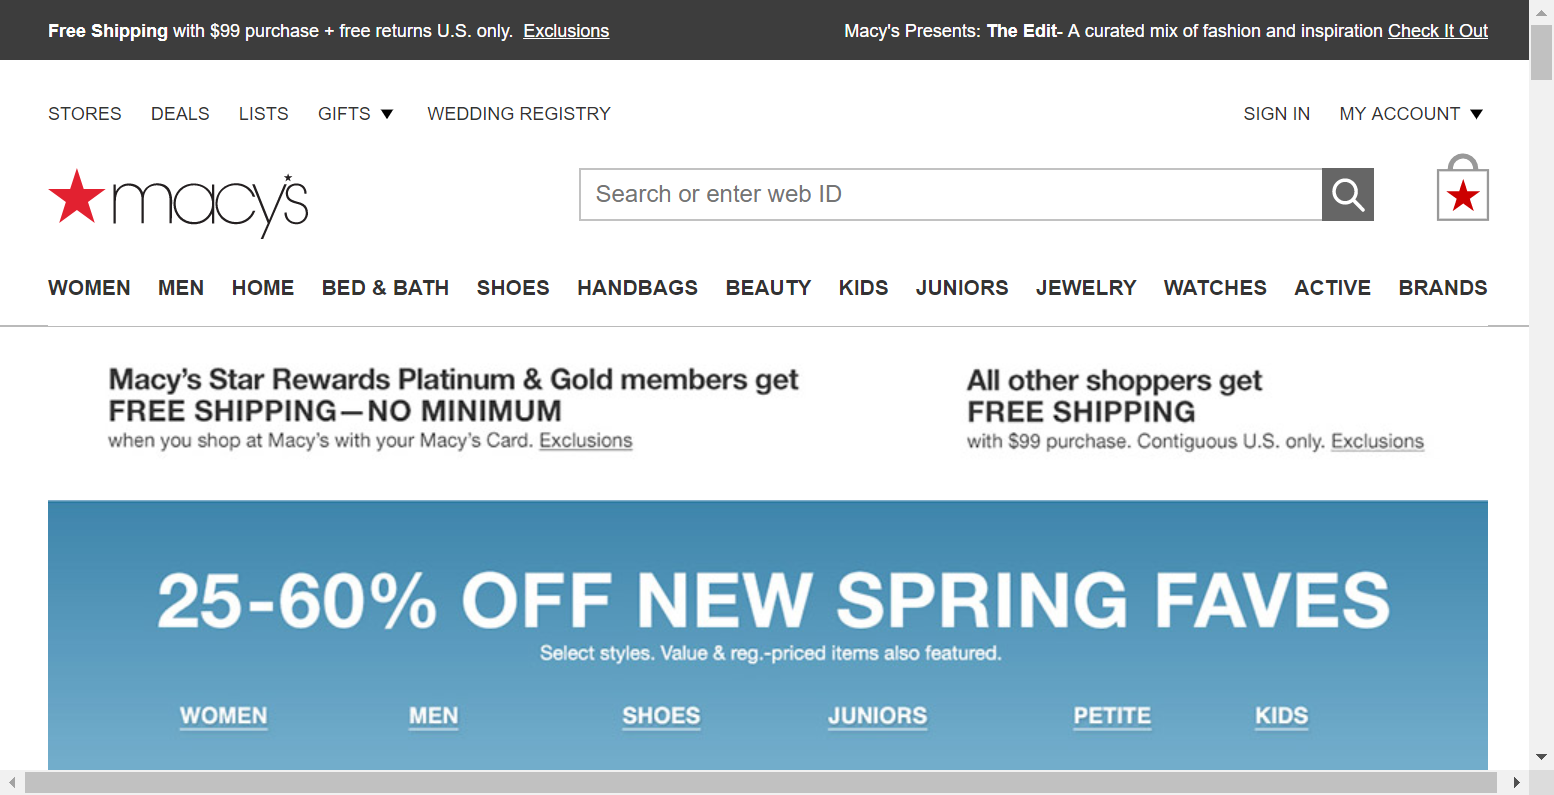 Free Shipping with $99 purchase + free returns U.S. only. Exclusions
Macy's Presents: The Edit- A curated mix of fashion and inspiration Check It Out
STORES DEALS LISTS GIFTS WEDDING REGISTRY
SIGN IN MY ACCOUNT
macy's
Search or enter web ID
WOMEN MEN HOME BED & BATH SHOES HANDBAGS BEAUTY KIDS JUNIORS JEWELRY WATCHES ACTIVE BRANDS
Macy's Star Rewards Platinum & Gold members get
FREE SHIPPING—NO MINIMUM
when you shop at Macy's with your Macy's Card. Exclusions
All other shoppers get
FREE SHIPPING
with $99 purchase. Contiguous U.S. only. Exclusions
25-60% OFF NEW SPRING FAVES
Select styles. Value & reg.-priced items also featured.
WOMEN MEN SHOES JUNIORS PETITE KIDS